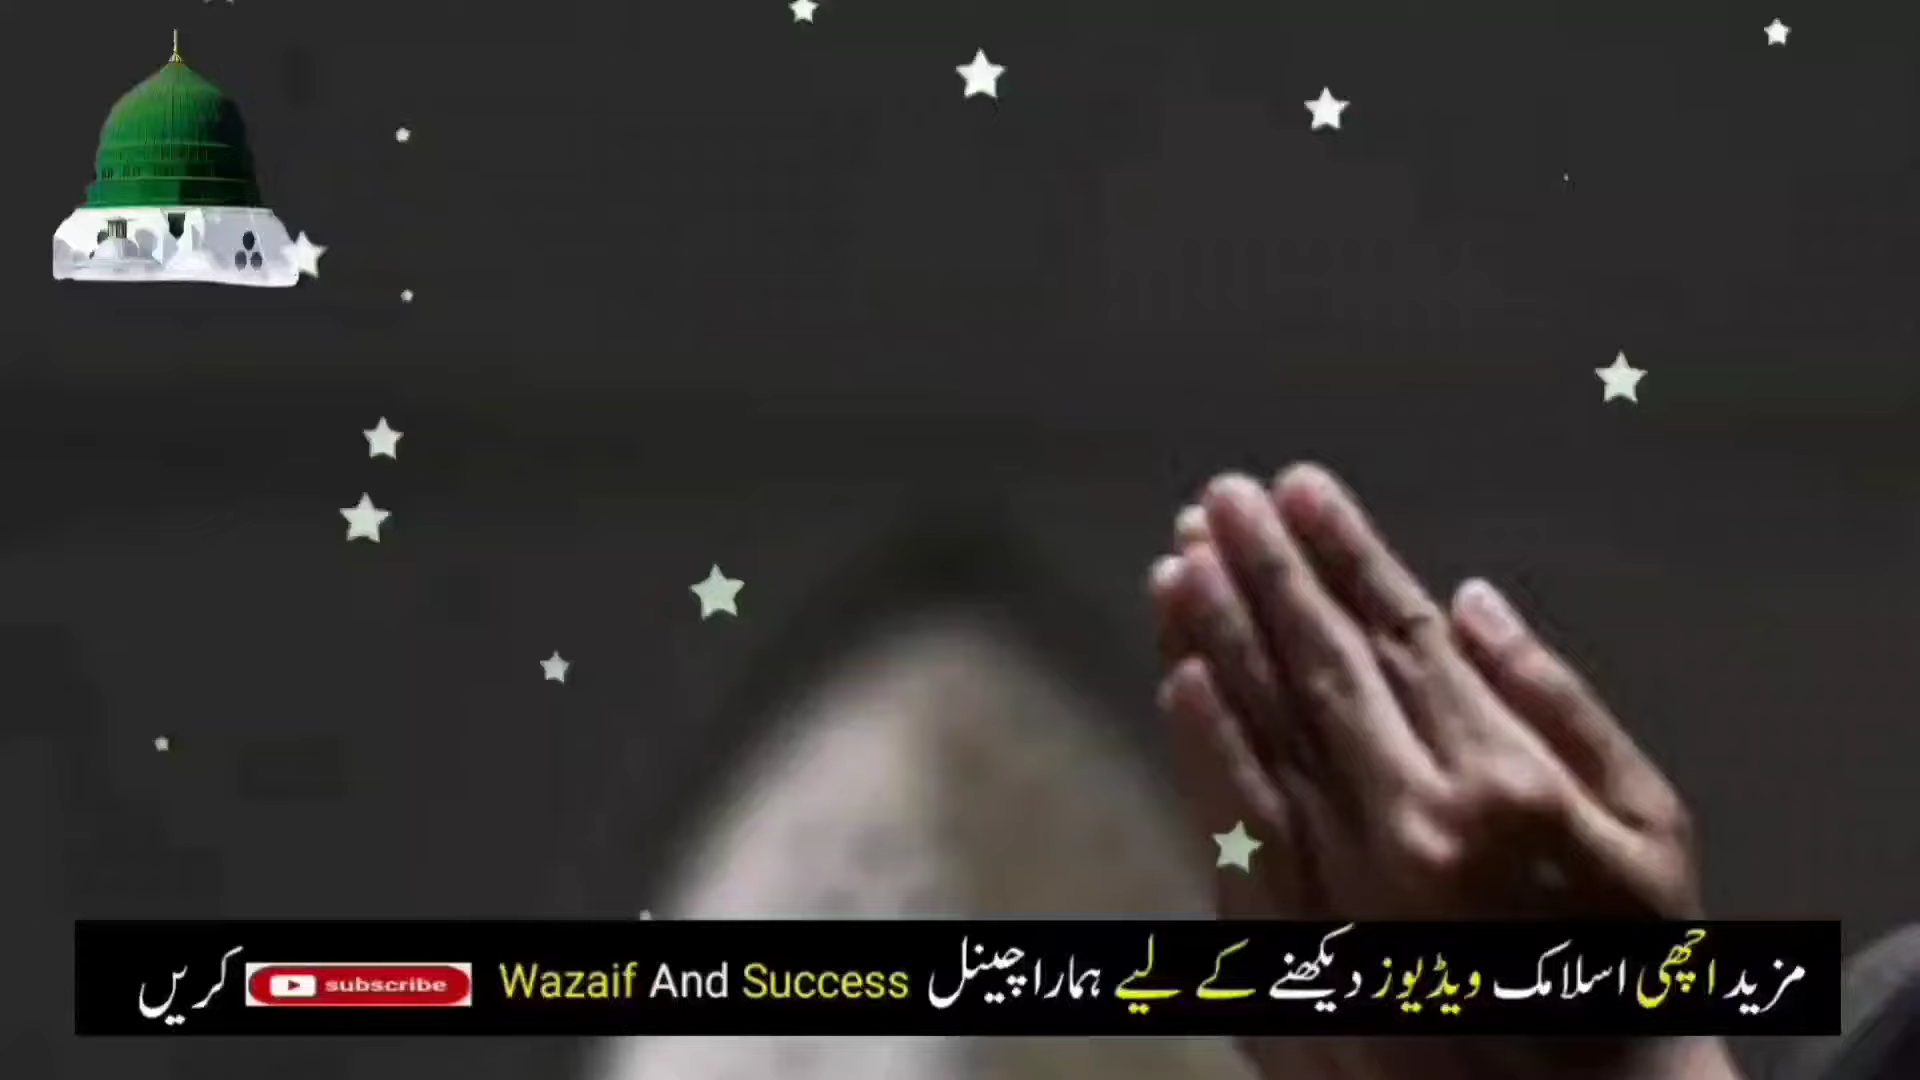 مزید اچھی اسلامک ویڈیوز دیکھنے کے لیے ہمارا چینل Wazaif And Success subscribe کریں